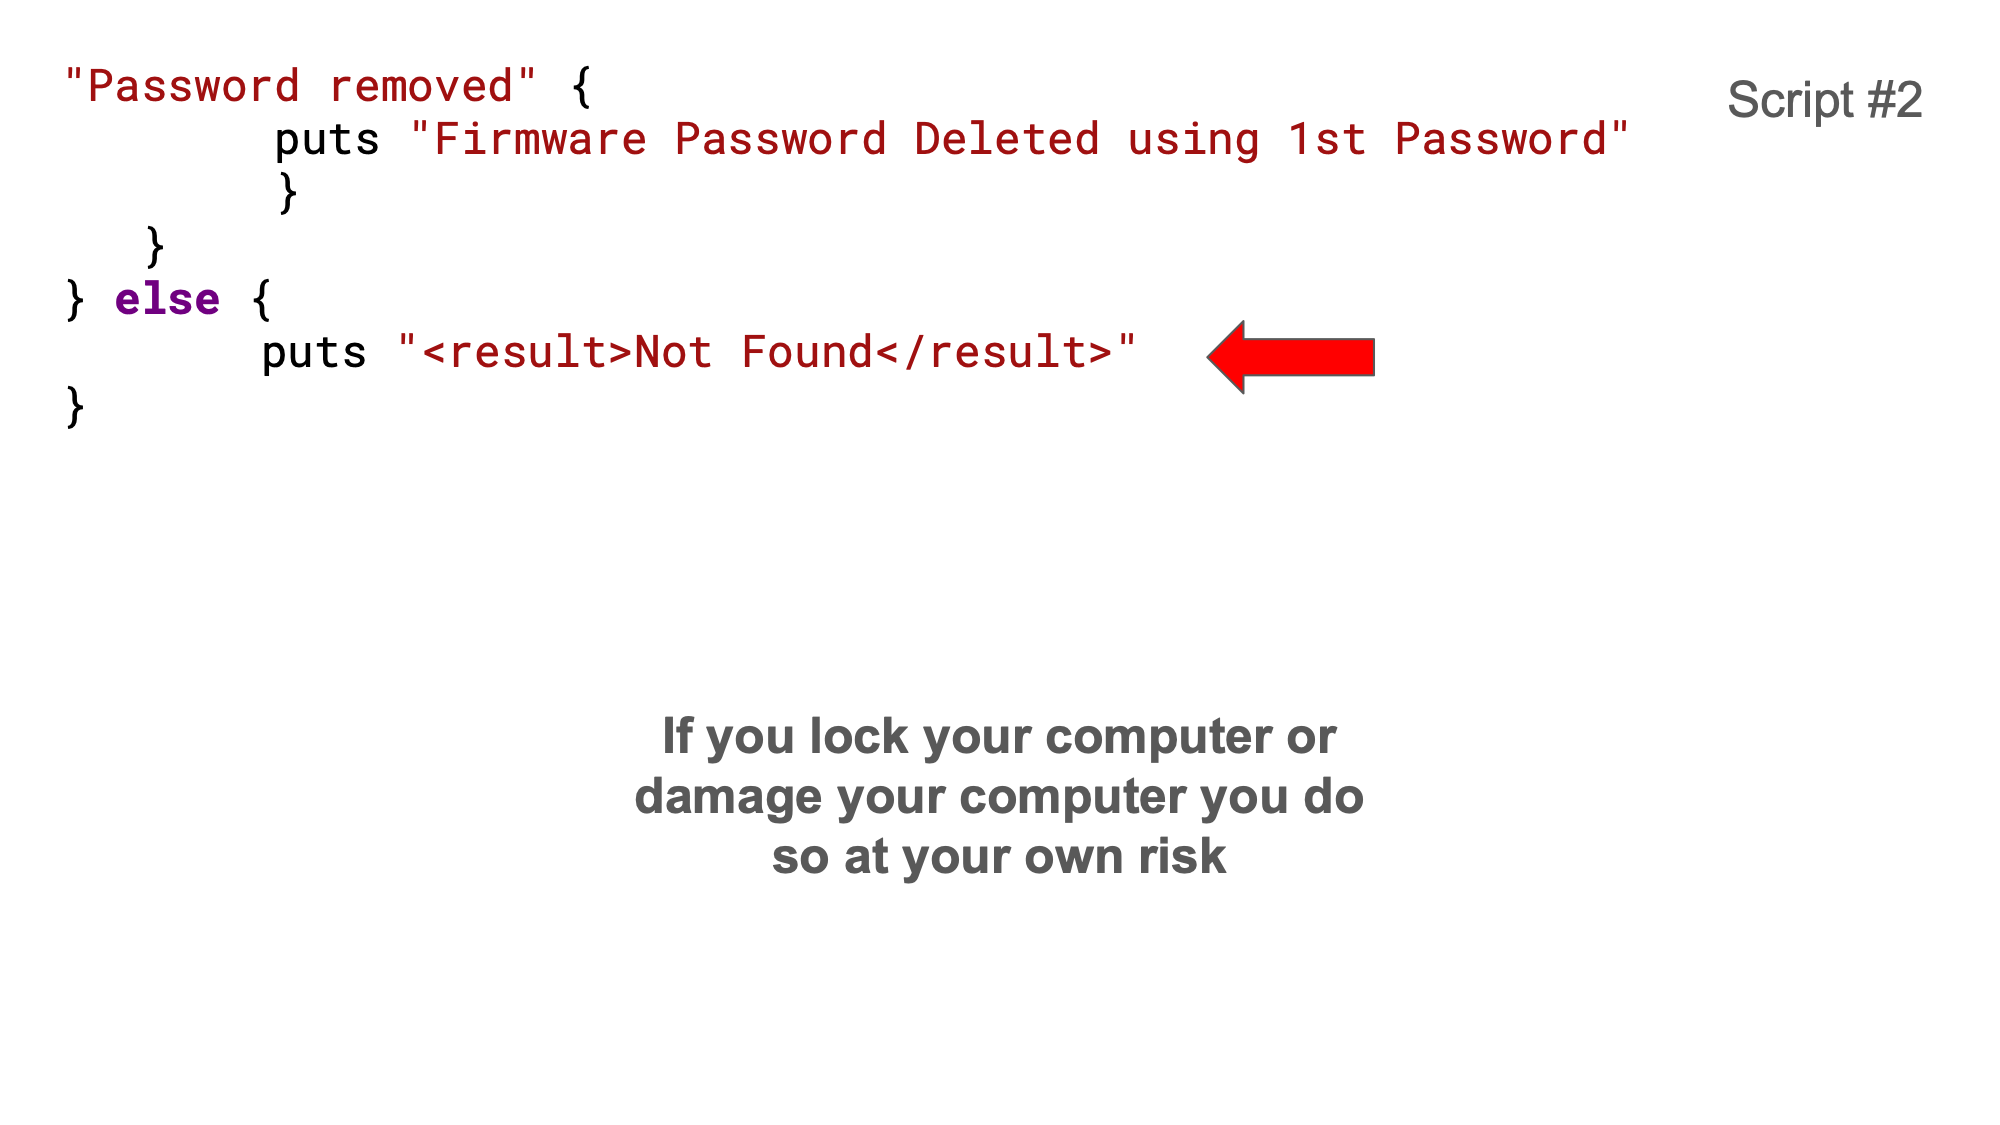 "Password removed" {
Script #2
puts "Firmware Password Deleted using 1st Password"
}
}
} else {
puts "<result>Not Found</result>"
}
If you lock your computer or
damage your computer you do
so at your own risk